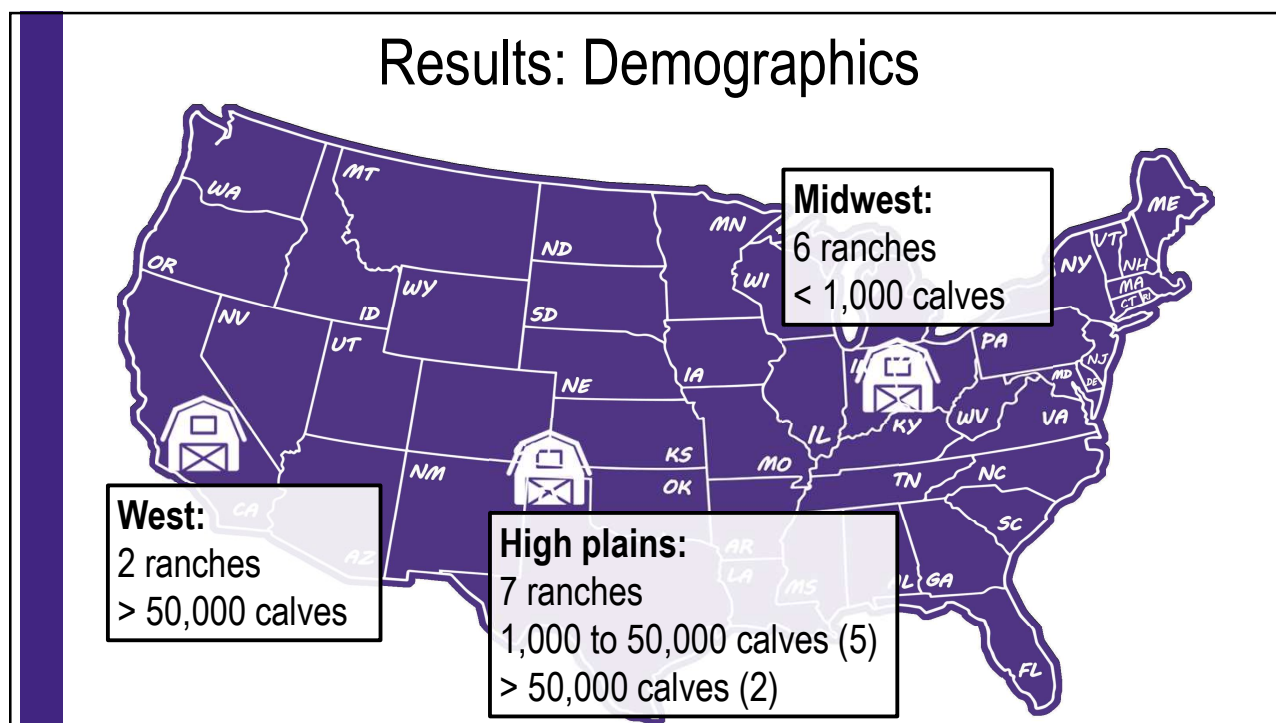 Results: Demographics
Midwest:
6 ranches
< 1,000 calves
West:
2 ranches
> 50,000 calves
High plains:
7 ranches
1,000 to 50,000 calves (5)
> 50,000 calves (2)
WA
MT
ND
MN
WI
ME
VT
NH
NY
MA
CT
RI
OR
ID
WY
SD
NV
UT
NE
IA
PA
NJ
MD
DE
IL
WV
VA
KY
KS
MO
CA
AZ
NM
OK
TN
NC
SC
AR
LA
MS
GA
FL